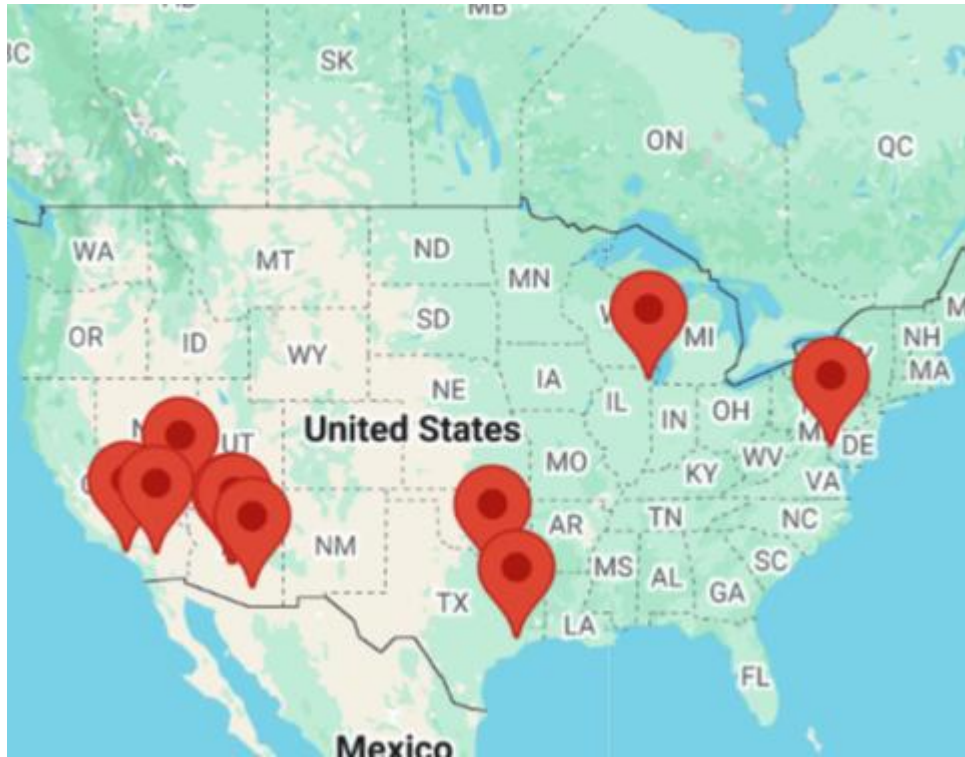 MB
SK
ON
QC
WA
MT
ND
MN
OR
ID
SD
MI
NH
MA
WY
NE
IA
IL
IN
OH
DE
UT
United States
MO
KY
WV
VA
NM
AR
TN
NC
MS
AL
SC
GA
TX
LA
FL
Mexico